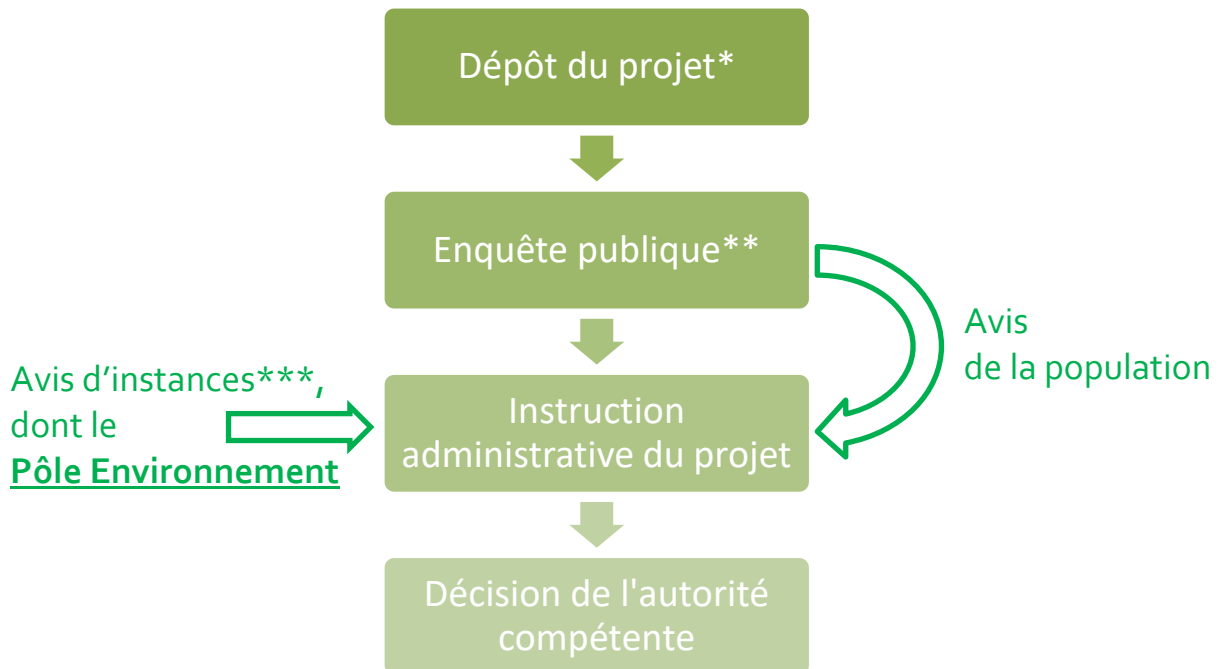 Dépôt du projet*
Enquête publique**
Avis
de la population
Avis d’instances***,
dont le
Pôle Environnement
Instruction
administrative du projet
Décision de l'autorité
compétente